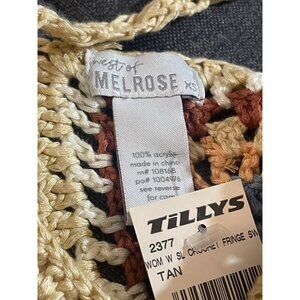 west of
MELROSE XS
100% acrylic
made in china
rn# 108168
po# 1004976
see reverse
for care
TILLYS
2377
WOM W SL CROCHET FRINGE SW
TAN